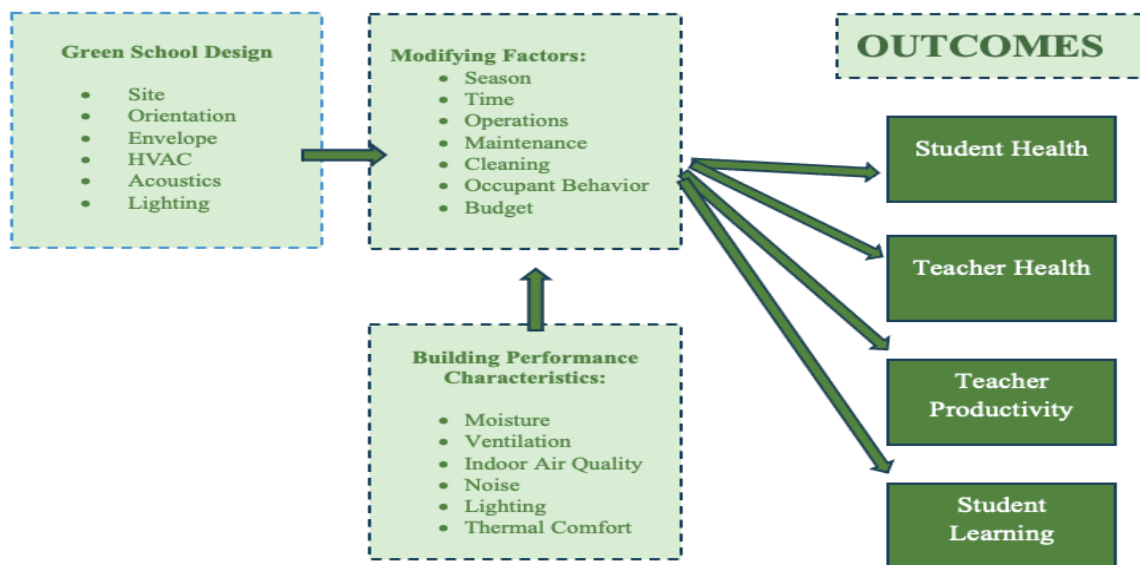 Green School Design
• Site
• Orientation
• Envelope
• HVAC
• Acoustics
• Lighting
Modifying Factors:
• Season
• Time
• Operations
• Maintenance
• Cleaning
• Occupant Behavior
• Budget
Building Performance
Characteristics:
• Moisture
• Ventilation
• Indoor Air Quality
• Noise
• Lighting
• Thermal Comfort
OUTCOMES
Student Health
Teacher Health
Teacher
Productivity
Student
Learning